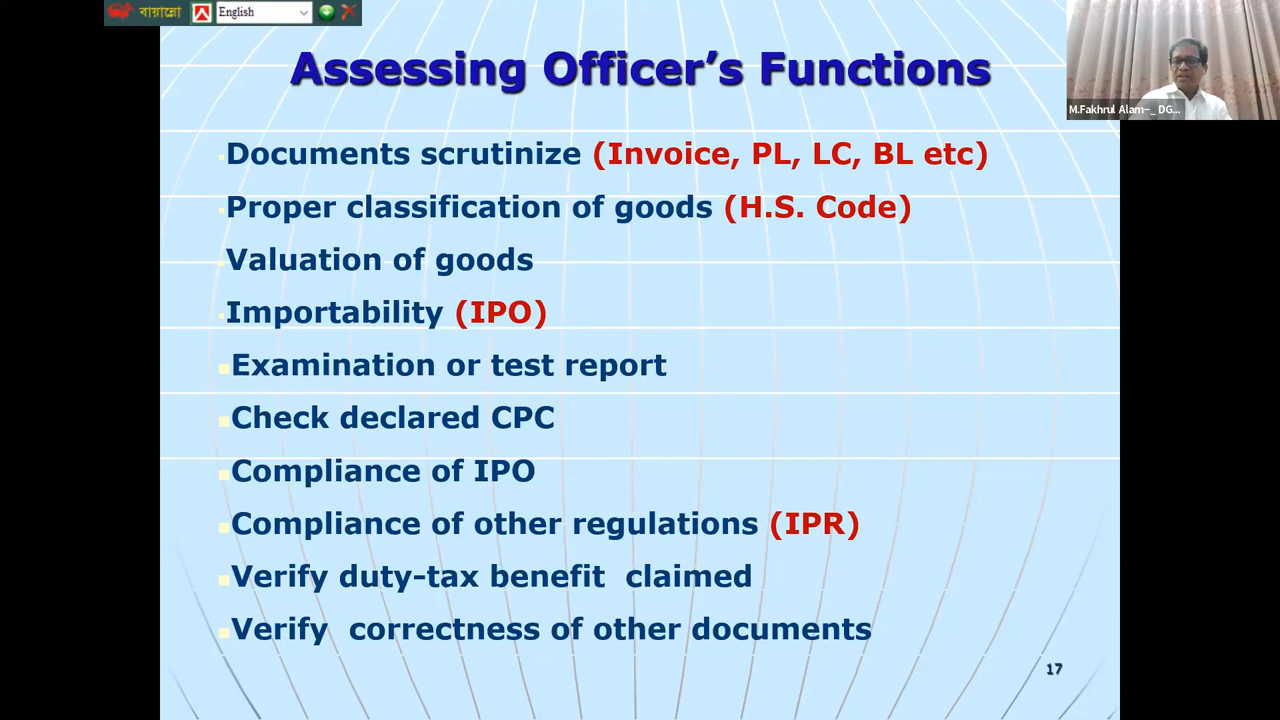 বায়ান্নো
English
Assessing Officer's Functions
M.Fakhrul Alam-_ DG...
Documents scrutinize (Invoice, PL, LC, BL etc)
Proper classification of goods (H.S. Code)
Valuation of goods
Importability (IPO)
Examination or test report
Check declared CPC
Compliance of IPO
Compliance of other regulations (IPR)
Verify duty-tax benefit claimed
Verify correctness of other documents
17